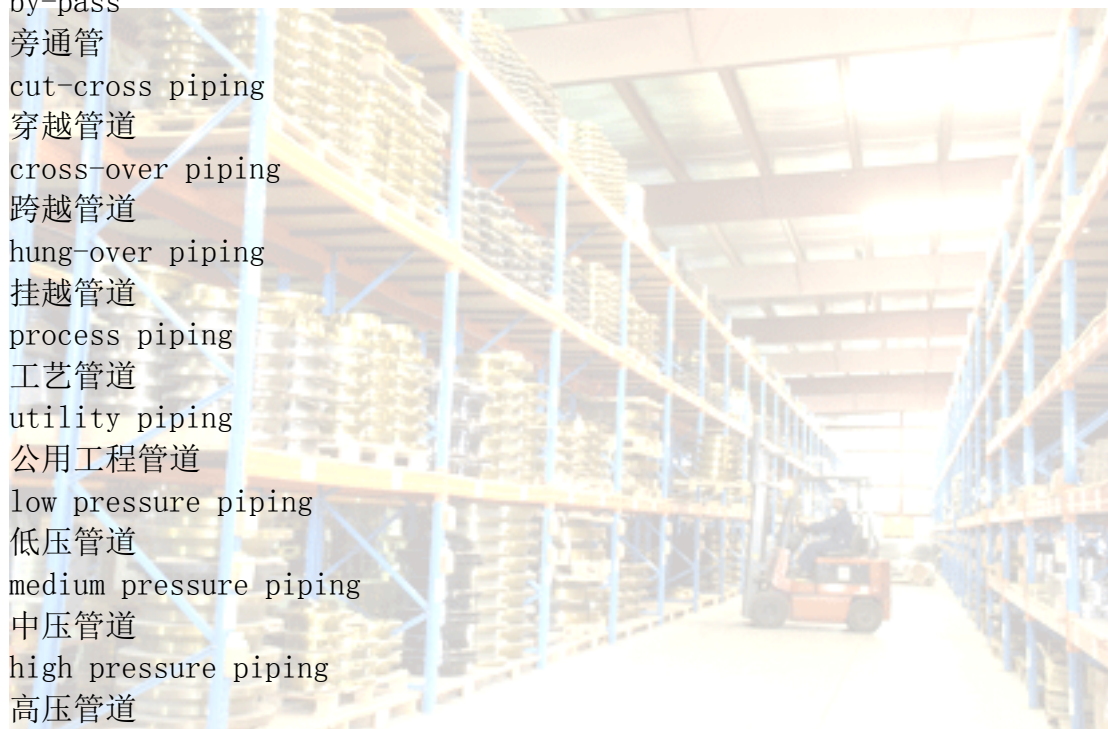 by-pass
旁通管
cut-cross piping
穿越管道
cross-over piping
跨越管道
hung-over piping
挂越管道
process piping
工艺管道
utility piping
公用工程管道
low pressure piping
低压管道
medium pressure piping
中压管道
high pressure piping
高压管道